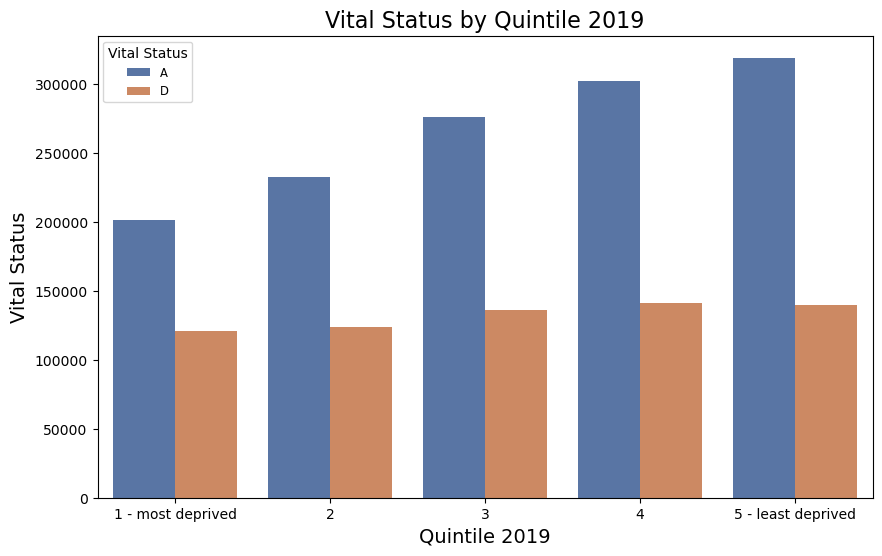 Vital Status by Quintile 2019
Vital Status
A
D
300000
250000
200000
150000
100000
50000
0
Vital Status
1 - most deprived
2
3
4
5 - least deprived
Quintile 2019